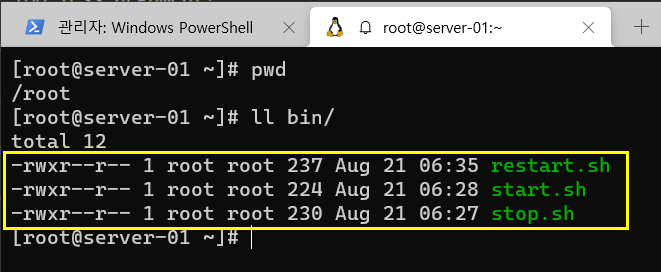 관리자: Windows PowerShell
root@server-01:~
[root@server-01 ~]# pwd
/root
[root@server-01 ~]# ll bin/
total 12
-rwxr--r-- 1 root root 237 Aug 21 06:35 restart.sh
-rwxr--r-- 1 root root 224 Aug 21 06:28 start.sh
-rwxr--r-- 1 root root 230 Aug 21 06:27 stop.sh
[root@server-01 ~]#